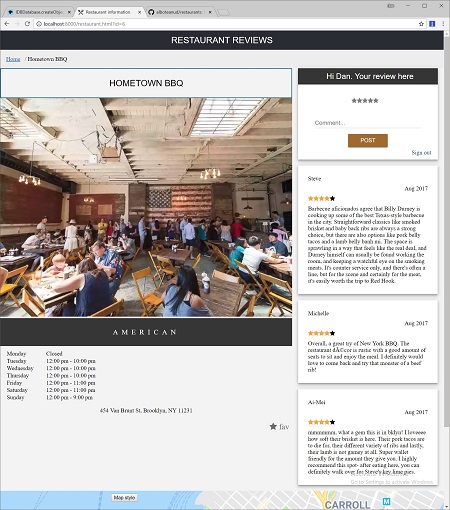 IDBDatabase.createObje
Restaurant Information
elloteanul/restaurants
localhost:8000/restaurant.html?id=6
RESTAURANT REVIEWS
Home / Hometown BBQ
HOMETOWN BBQ
AMERICAN
Monday Closed
Tuesday 12:00 pm - 10:00 pm
Wednesday 12:00 pm - 10:00 pm
Thursday 12:00 pm - 10:00 pm
Friday 12:00 pm - 11:00 pm
Saturday 12:00 pm - 11:00 pm
Sunday 12:00 pm - 9:00 pm
454 Van Brunt St, Brooklyn, NY 11231
★ fav
Hi Dan. Your review here
★★★★★
Comment...
POST
Sign out
Steve
Aug 2017
★★★★★
Barbecue aficionados agree that Billy Durney is
cooking up some of the best Texas-style barbecue
in the city. Straightforward classics like smoked
brisket and baby back ribs are always a strong
choice, but there are also options like pork belly
tacos and a lamb belly banh mi. The space is
sprawling in a way that feels like the real deal, and
Durney himself can usually be found working the
room, and keeping a watchful eye on the smoking
meats. It's counter service only, and there's often a
line, but for the scene and certainly for the meat,
it's easily worth the trip to Red Hook.
Michelle
Aug 2017
★★★★★
Overall, a great try of New York BBQ. The
restaurant dÃ©cor is rustic with a good amount of
seats to sit and enjoy the meal. I definitely would
love to come back and try that monster of a beef
rib!
Ai-Mei
Aug 2017
★★★★★
mmmmmm, what a gem this is in bklyn! I loveeee
how soft their brisket is here. Their pork tacos are
to die for, their different variety of ribs and lastly,
their lamb is not gamey at all. Super wallet
friendly for the amount they give you. I highly
recommend this spot- after eating here, you can
definitely walk over for Steve's key lime pies.
Go to Settings to activate Windows.
Map style
CARROLL
M